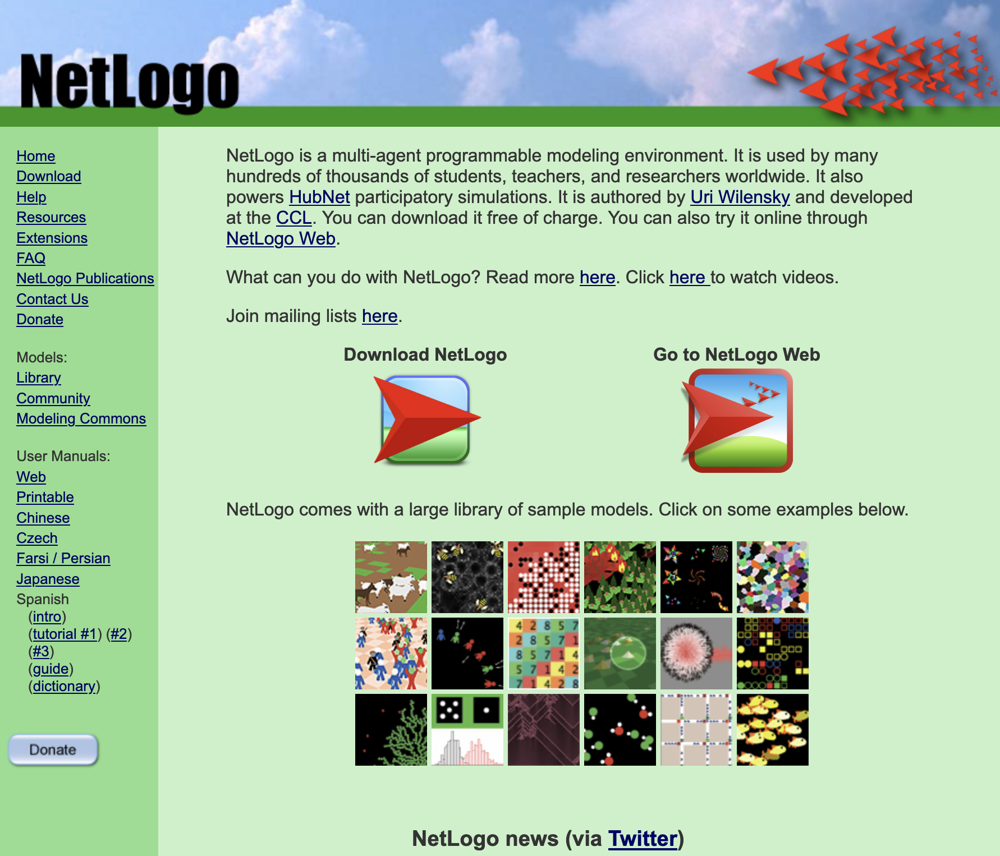 NetLogo
Home
Download
Help
Resources
Extensions
FAQ
NetLogo Publications
Contact Us
Donate
Models:
Library
Community
Modeling Commons
User Manuals:
Web
Printable
Chinese
Czech
Farsi / Persian
Japanese
Spanish
(intro)
(tutorial #1) (#2)
(#3)
(guide)
(dictionary)
Donate
NetLogo is a multi-agent programmable modeling environment. It is used by many
hundreds of thousands of students, teachers, and researchers worldwide. It also
powers HubNet participatory simulations. It is authored by Uri Wilensky and developed
at the CCL. You can download it free of charge. You can also try it online through
NetLogo Web.
What can you do with NetLogo? Read more here. Click here to watch videos.
Join mailing lists here.
Download NetLogo
Go to NetLogo Web
NetLogo comes with a large library of sample models. Click on some examples below.
4 2 8 5 7
2 8 5 7 1
8 5 7 1 4
5 7 1 4 2
7 1 4 2 8
NetLogo news (via Twitter)